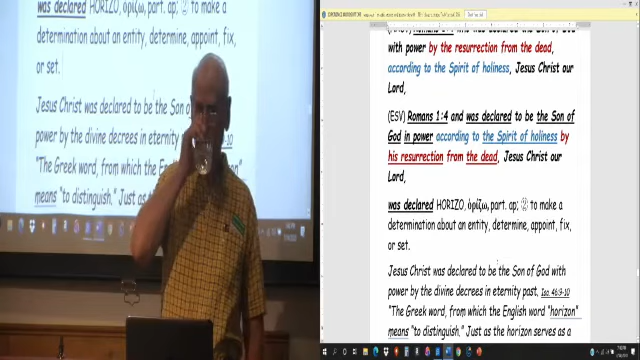 was declared HORIZO, ὁρίζω, part. ap; ② to make a
determination about an entity, determine, appoint, fix,
or set.
Jesus Christ was declared to be the Son of
power by the divine decrees in eternity
"The Greek word, from which the English
means "to distinguish." Just as
with power by the resurrection from the dead,
according to the Spirit of holiness, Jesus Christ our
Lord,
(ESV) Romans 1:4 and was declared to be the Son of
God in power according to the Spirit of holiness by
his resurrection from the dead, Jesus Christ our
Lord,
was declared HORIZO, ὁρίζω, part. ap; ② to make a
determination about an entity, determine, appoint, fix,
or set.
Jesus Christ was declared to be the Son of God with
power by the divine decrees in eternity past, Isa. 46:9-10
"The Greek word, from which the English word "horizon"
means "to distinguish." Just as the horizon serves as a